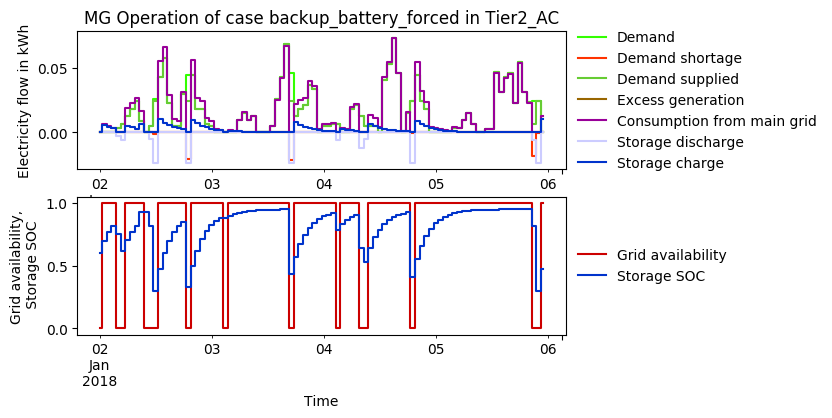 MG Operation of case backup_battery_forced in Tier2_AC
Electricity flow in kWh
0.05
0.00
02
03
04
05
06
Demand
Demand shortage
Demand supplied
Excess generation
Consumption from main grid
Storage discharge
Storage charge
Grid availability,
Storage SOC
1.0
0.5
0.0
02
03
04
05
06
Jan
2018
Time
Grid availability
Storage SOC